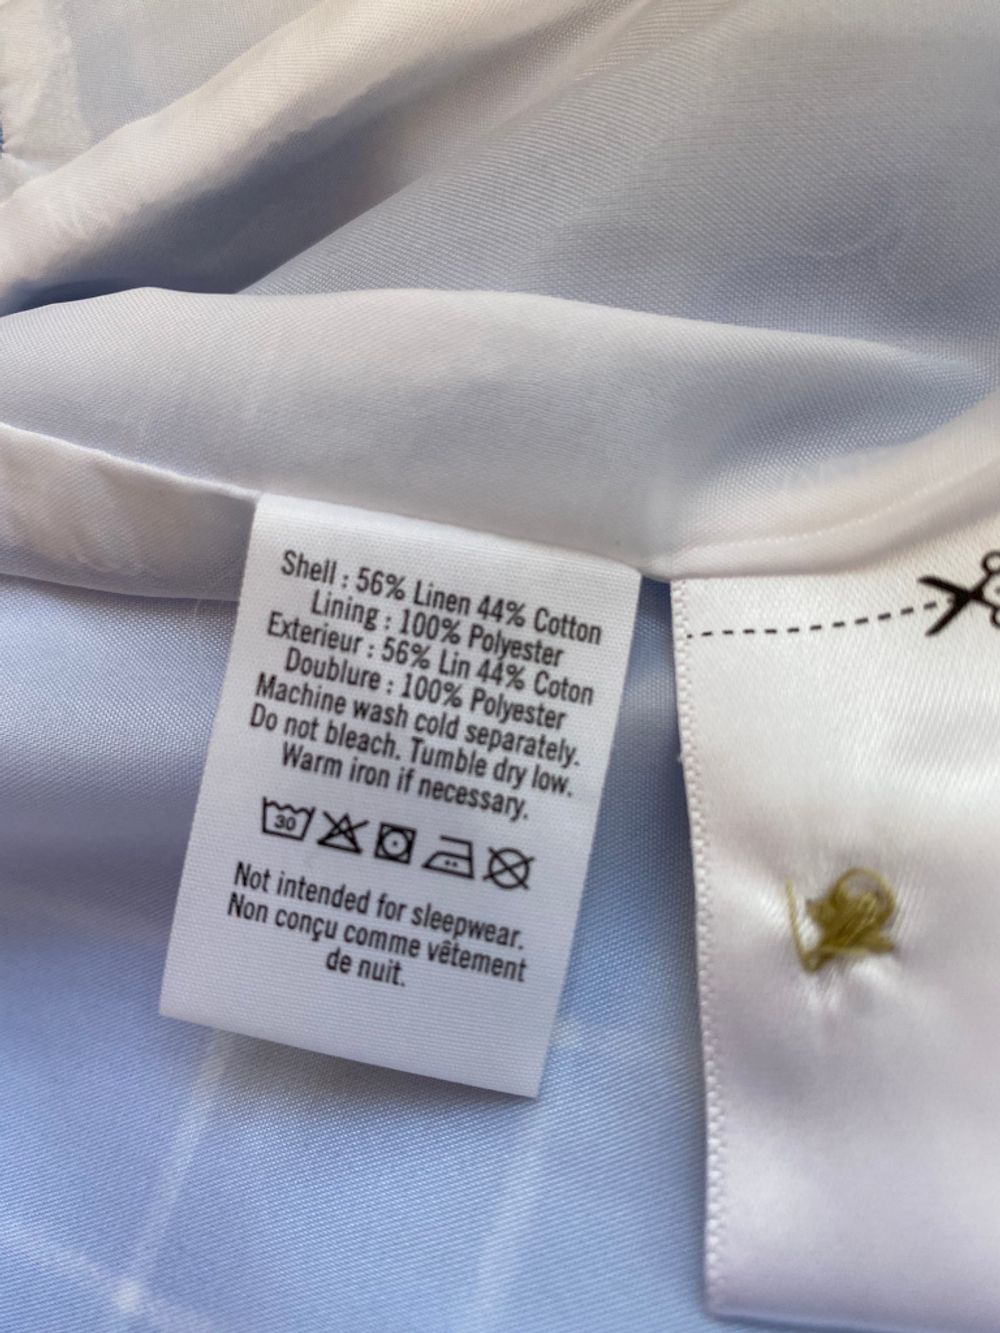 Shell : 56% Linen 44% Cotton
Lining : 100% Polyester
Exterieur : 56% Lin 44% Coton
Doublure : 100% Polyester
Machine wash cold separately.
Do not bleach. Tumble dry low.
Warm iron if necessary.
30
Not intended for sleepwear.
Non conçu comme vêtement
de nuit.